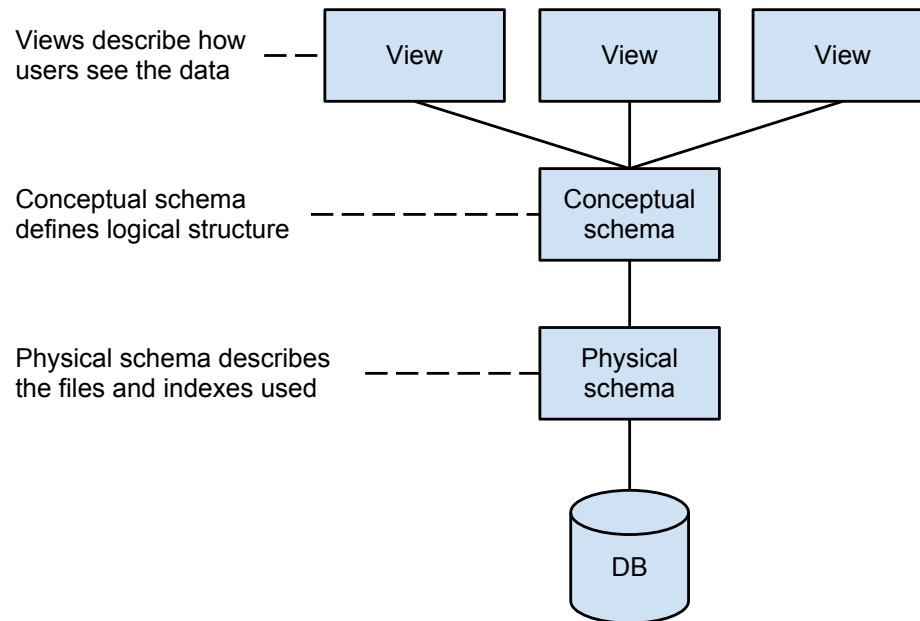 Views describe how
users see the data
View
View
View
Conceptual schema
defines logical structure
Conceptual
schema
Physical schema describes
the files and indexes used
Physical
schema
DB